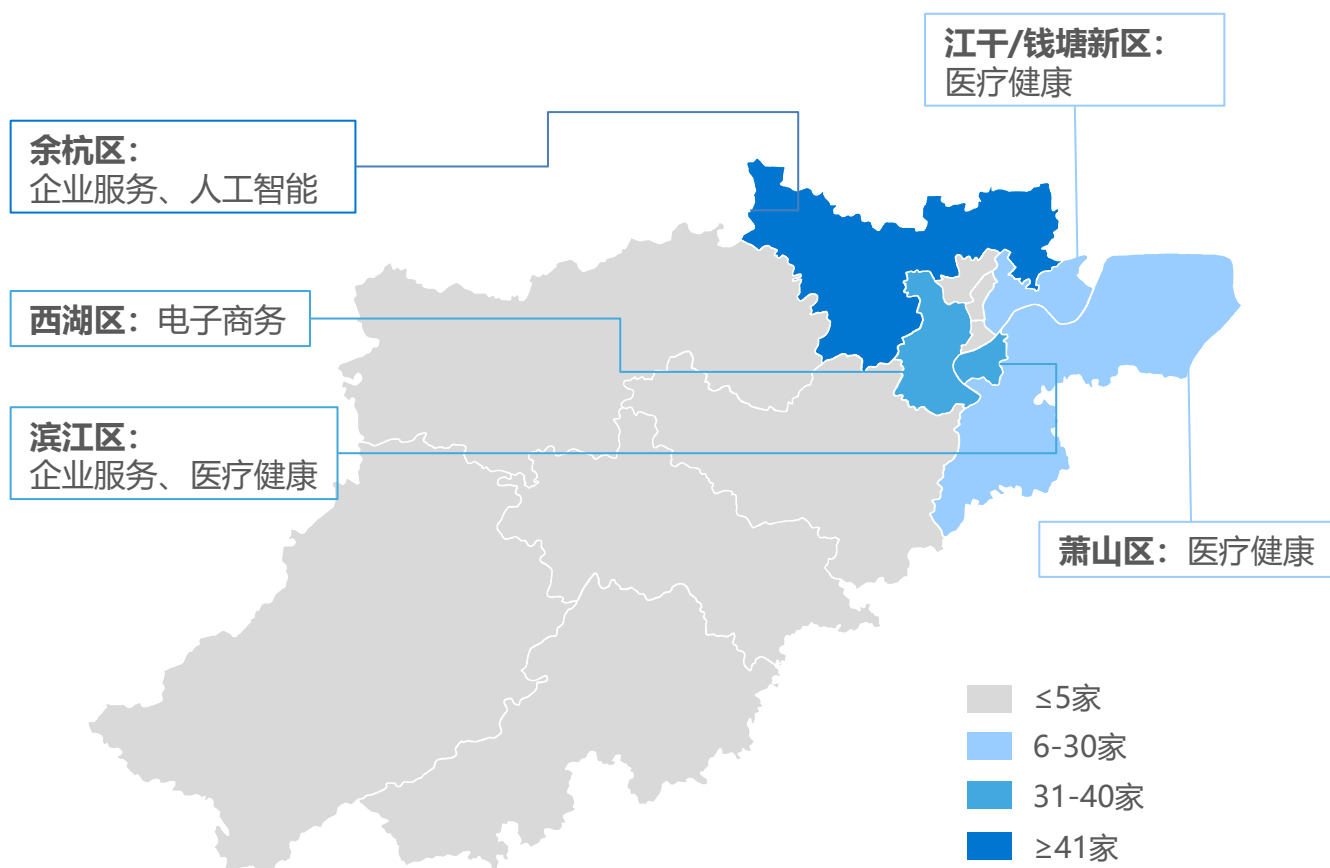 江干/钱塘新区：
医疗健康
余杭区：
企业服务、人工智能
西湖区：电子商务
滨江区：
企业服务、医疗健康
萧山区：医疗健康
≤5家
6-30家
31-40家
≥41家